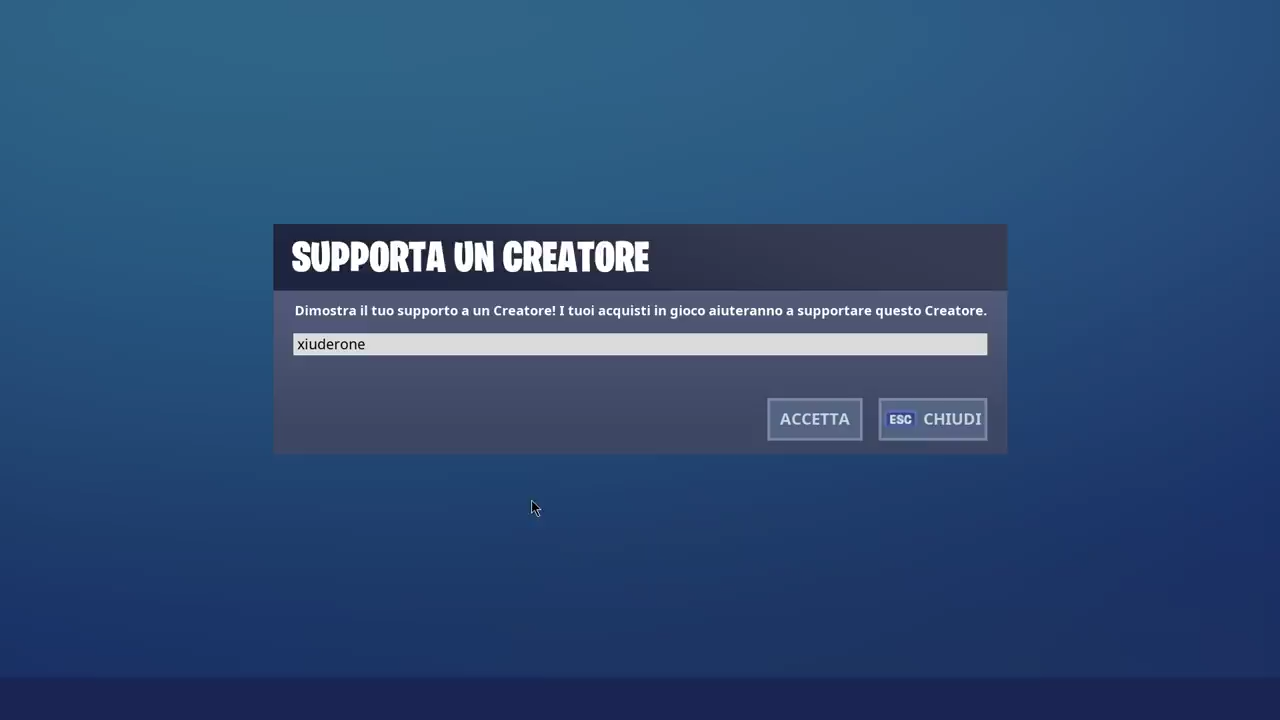 SUPPORTA UN CREATORE
Dimostra il tuo supporto a un Creatore! I tuoi acquisti in gioco aiuteranno a supportare questo Creatore.
xiuderone
ACCETTA
ESC CHIUDI